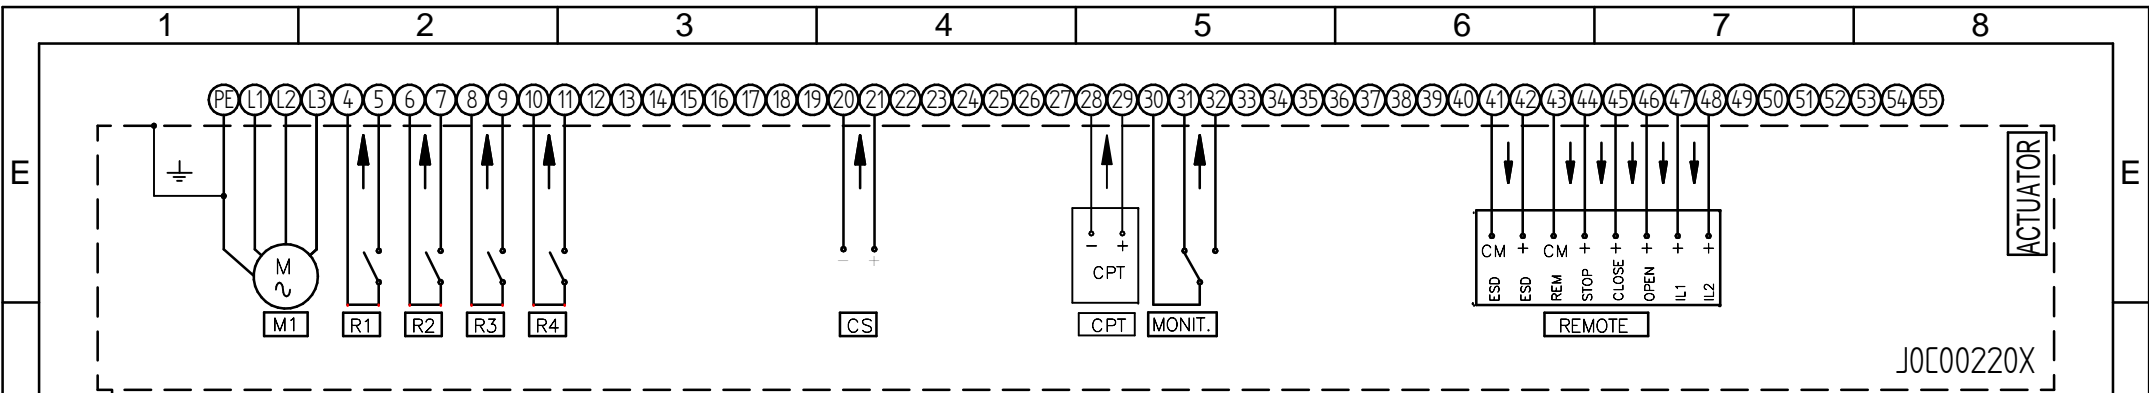 1 2 3 4 5 6 7 8
PE L1 L2 L3 4 5 6 7 8 9 10 11 12 13 14 15 16 17 18 19 20 21 22 23 24 25 26 27 28 29 30 31 32 33 34 35 36 37 38 39 40 41 42 43 44 45 46 47 48 49 50 51 52 53 54 55
E E
ACTUATOR
- + CM + CM + + + + +
- +
M CPT
ESD ESD REM STOP CLOSE OPEN IL1 IL2
M1 R1 R2 R3 R4 CS CPT MONIT. REMOTE
J0C00220X